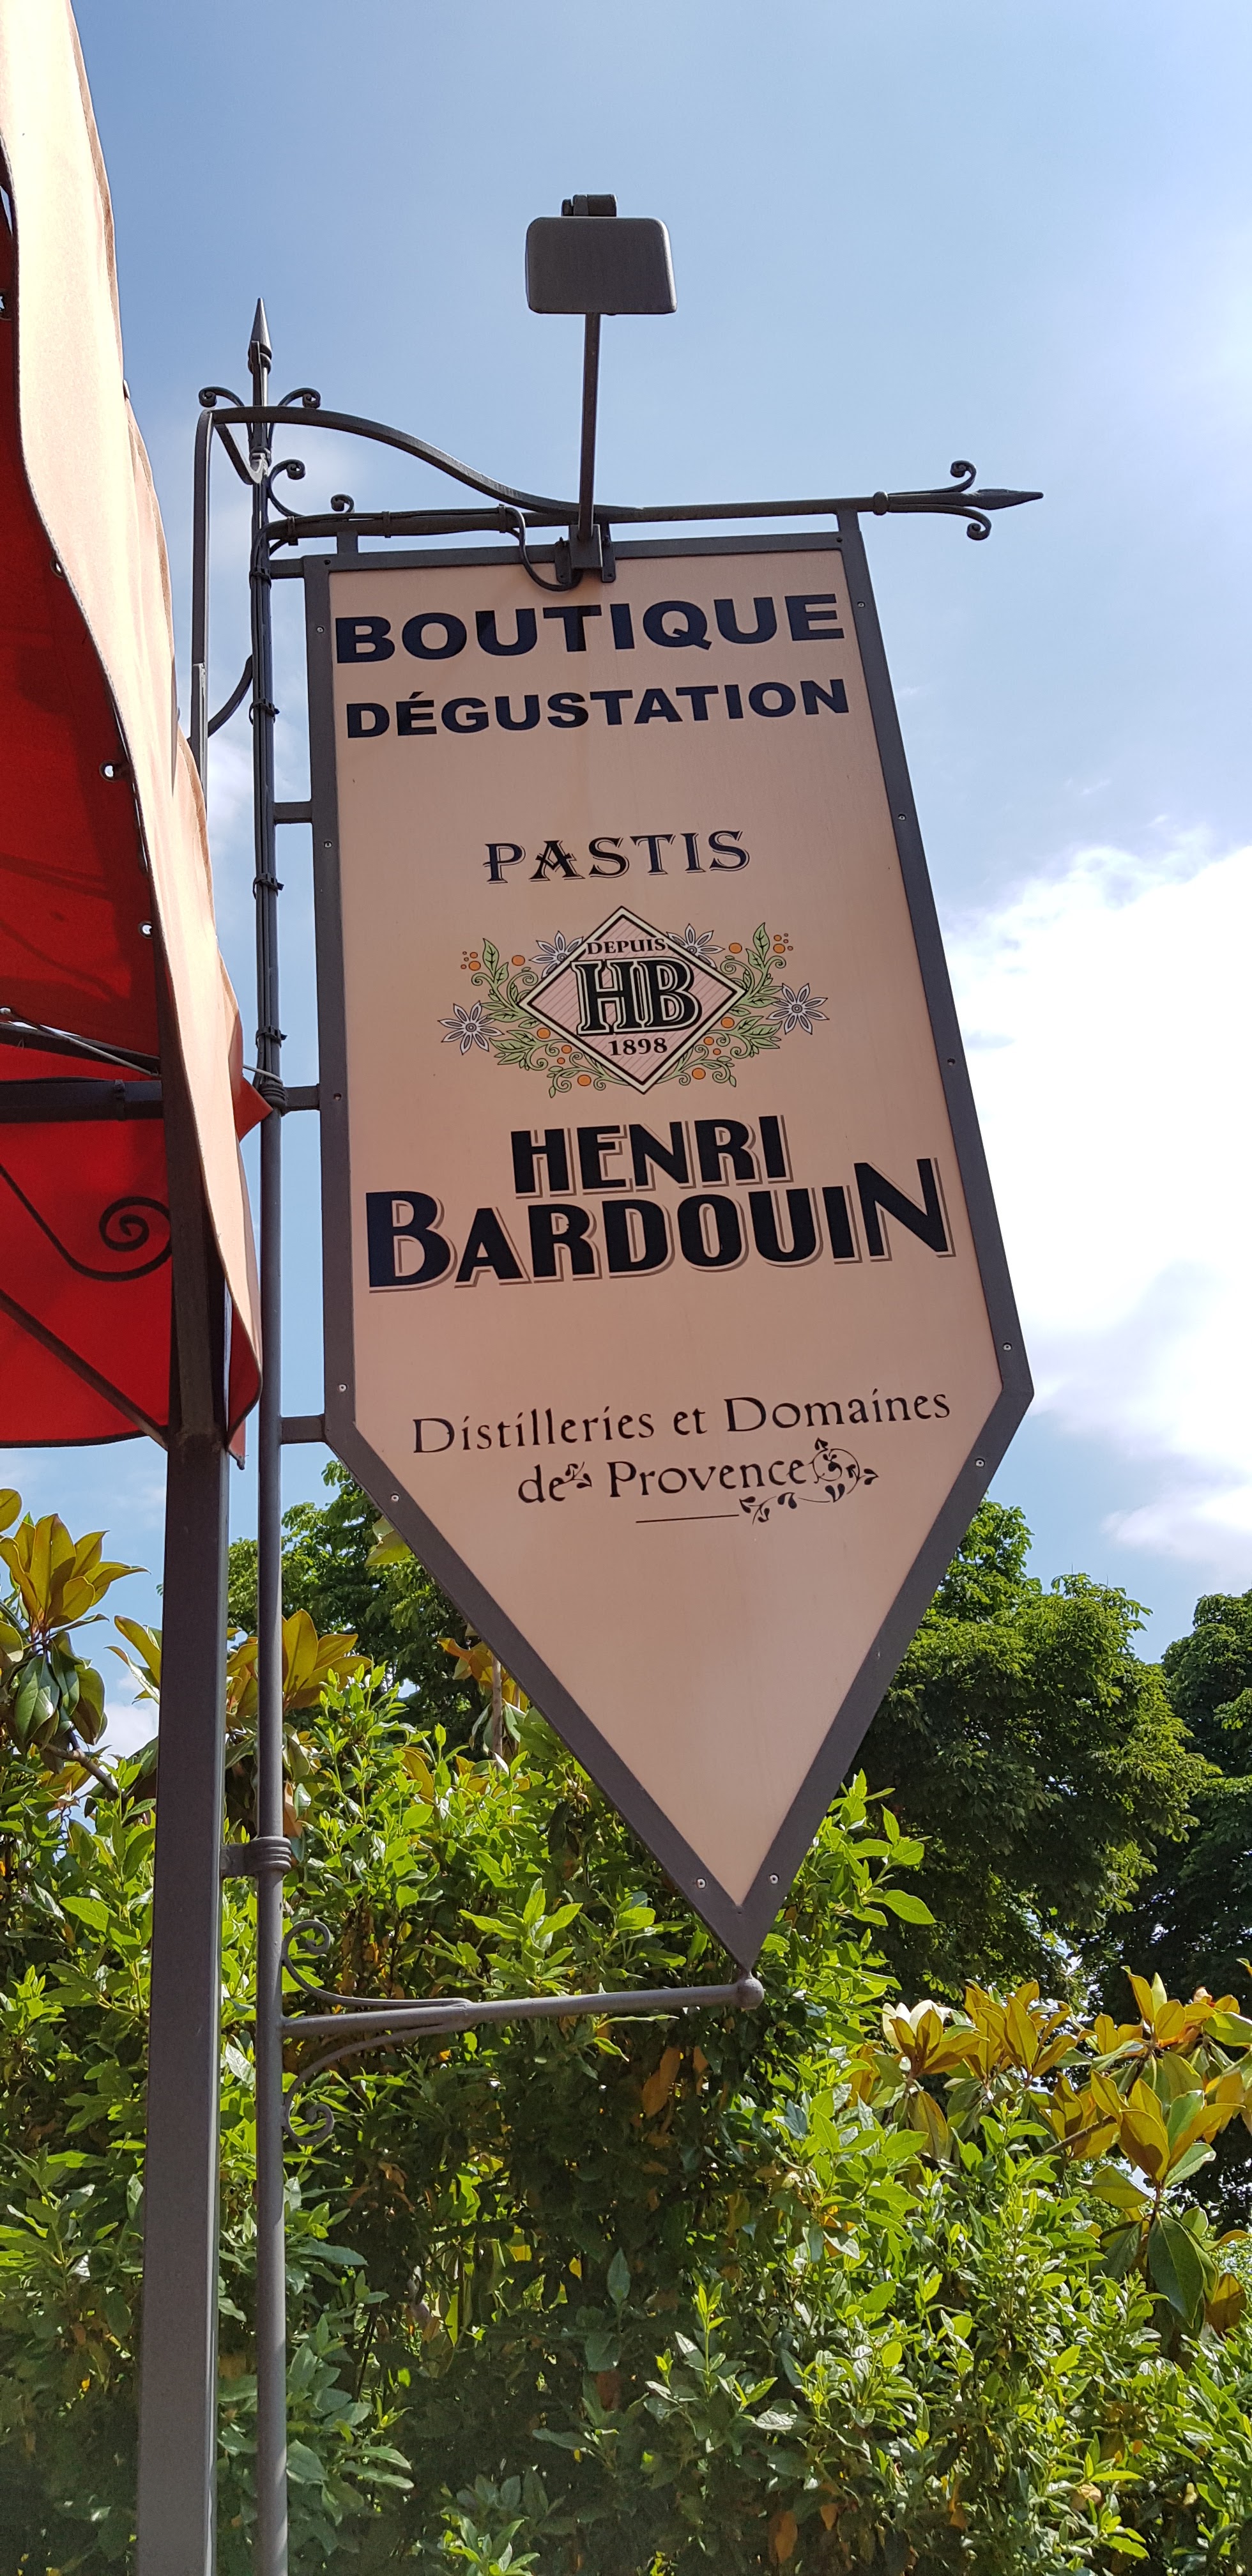 BOUTIQUE
DÉGUSTATION
PASTIS
DEPUIS
HB
1898
HENRI
BARDOUIN
Distilleries et Domaines
de Provence